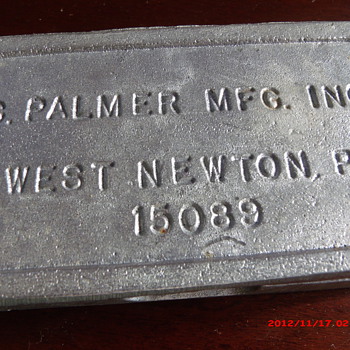 C. PALMER MFG. INC
WEST NEWTON, P
15089
2012/11/17.02